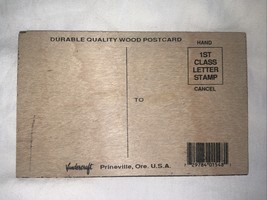 DURABLE QUALITY WOOD POSTCARD
HAND
1ST
CLASS
LETTER
STAMP
CANCEL
TO
Prineville, Ore. U.S.A.